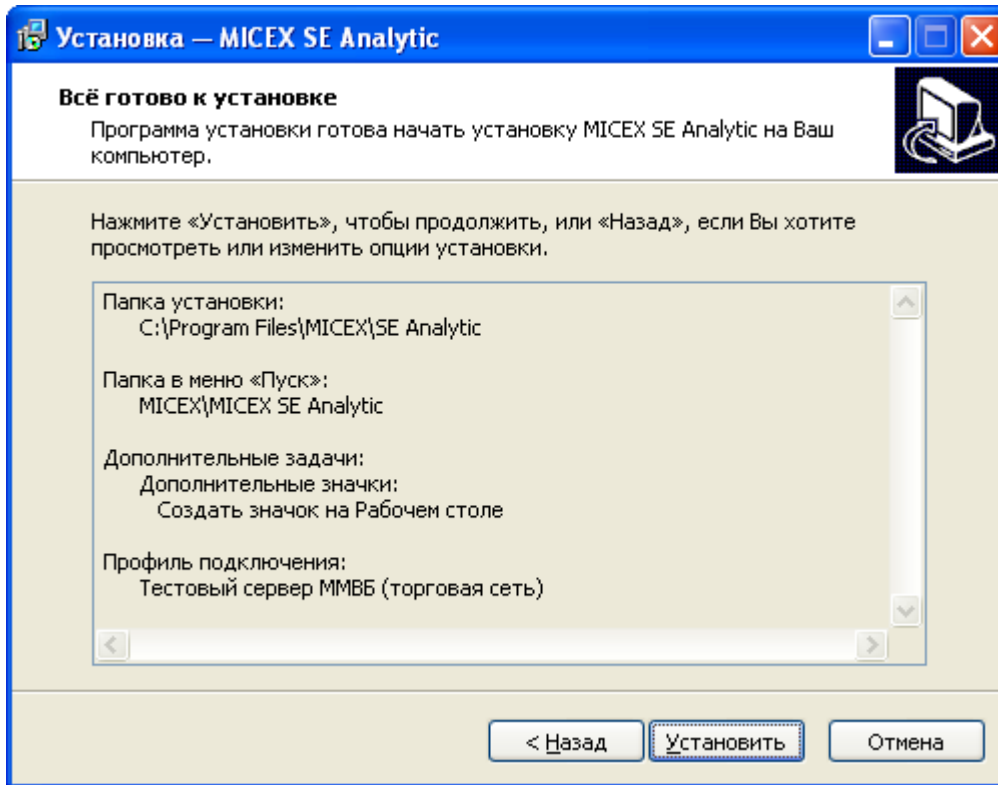 Установка — MICEX SE Analytic
Всё готово к установке
Программа установки готова начать установку MICEX SE Analytic на Ваш
компьютер.
Нажмите «Установить», чтобы продолжить, или «Назад», если Вы хотите
просмотреть или изменить опции установки.
Папка установки:
C:\Program Files\MICEX\SE Analytic
Папка в меню «Пуск»:
MICEX\MICEX SE Analytic
Дополнительные задачи:
Дополнительные значки:
Создать значок на Рабочем столе
Профиль подключения:
Тестовый сервер ММВБ (торговая сеть)
< Назад Установить Отмена